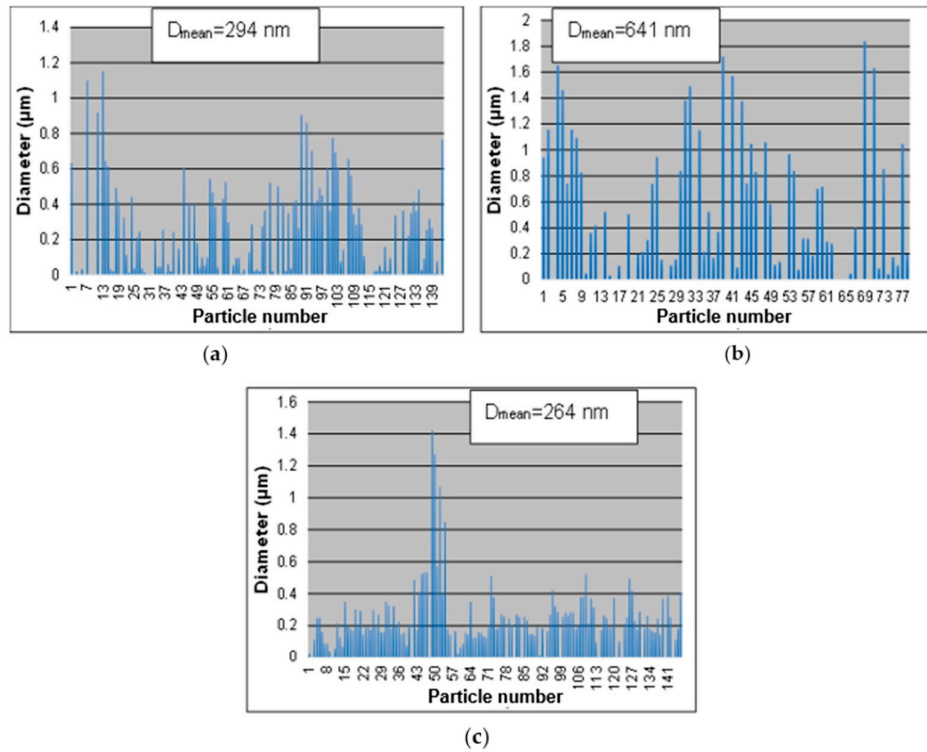 Dmean=294 nm
Diameter (µm)
1.4
1.2
1
0.8
0.6
0.4
0.2
0
1 7 13 19 25 31 37 43 49 55 61 67 73 79 85 91 97 103 109 115 121 127 133 139
Particle number
(a)
Dmean=641 nm
Diameter (µm)
2
1.8
1.6
1.4
1.2
1
0.8
0.6
0.4
0.2
0
1 5 9 13 17 21 25 29 33 37 41 45 49 53 57 61 65 69 73 77
Particle number
(b)
Dmean=264 nm
Diameter (µm)
1.6
1.4
1.2
1
0.8
0.6
0.4
0.2
0
1 8 15 22 29 36 43 50 57 64 71 78 85 92 99 106 113 120 127 134 141
Particle number
(c)